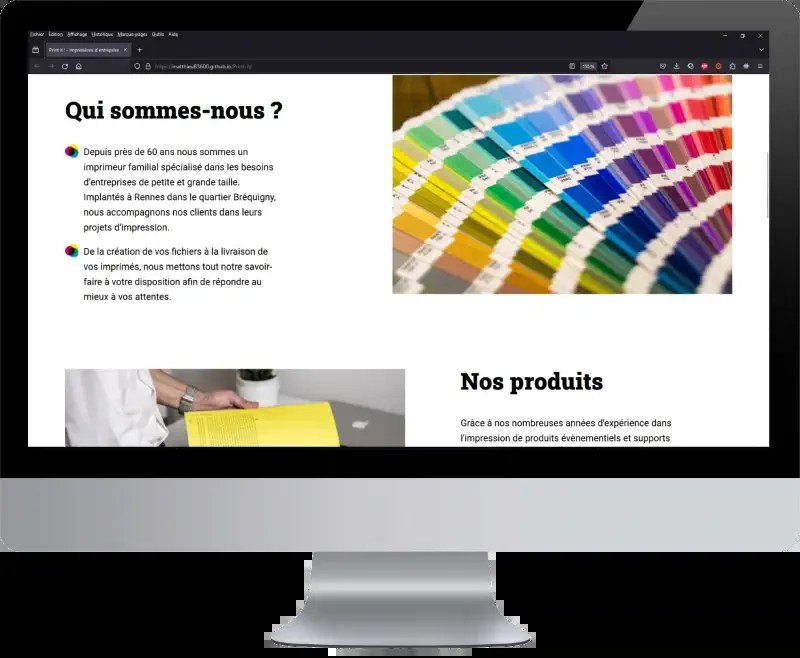 Fichier Édition Affichage Historique Marque-pages Outils Aide
Print it ! - Impressions d'entreprise
150%
Qui sommes-nous ?
Depuis près de 60 ans nous sommes un
imprimeur familial spécialisé dans les besoins
d'entreprises de petite et grande taille.
Implantés à Rennes dans le quartier Bréquigny,
nous accompagnons nos clients dans leurs
projets d'impression.
De la création de vos fichiers à la livraison de
vos imprimés, nous mettons tout notre savoir-
faire à votre disposition afin de répondre au
mieux à vos attentes.
Nos produits
Grâce à nos nombreuses années d'expérience dans
l'impression de produits évènementiels et supports